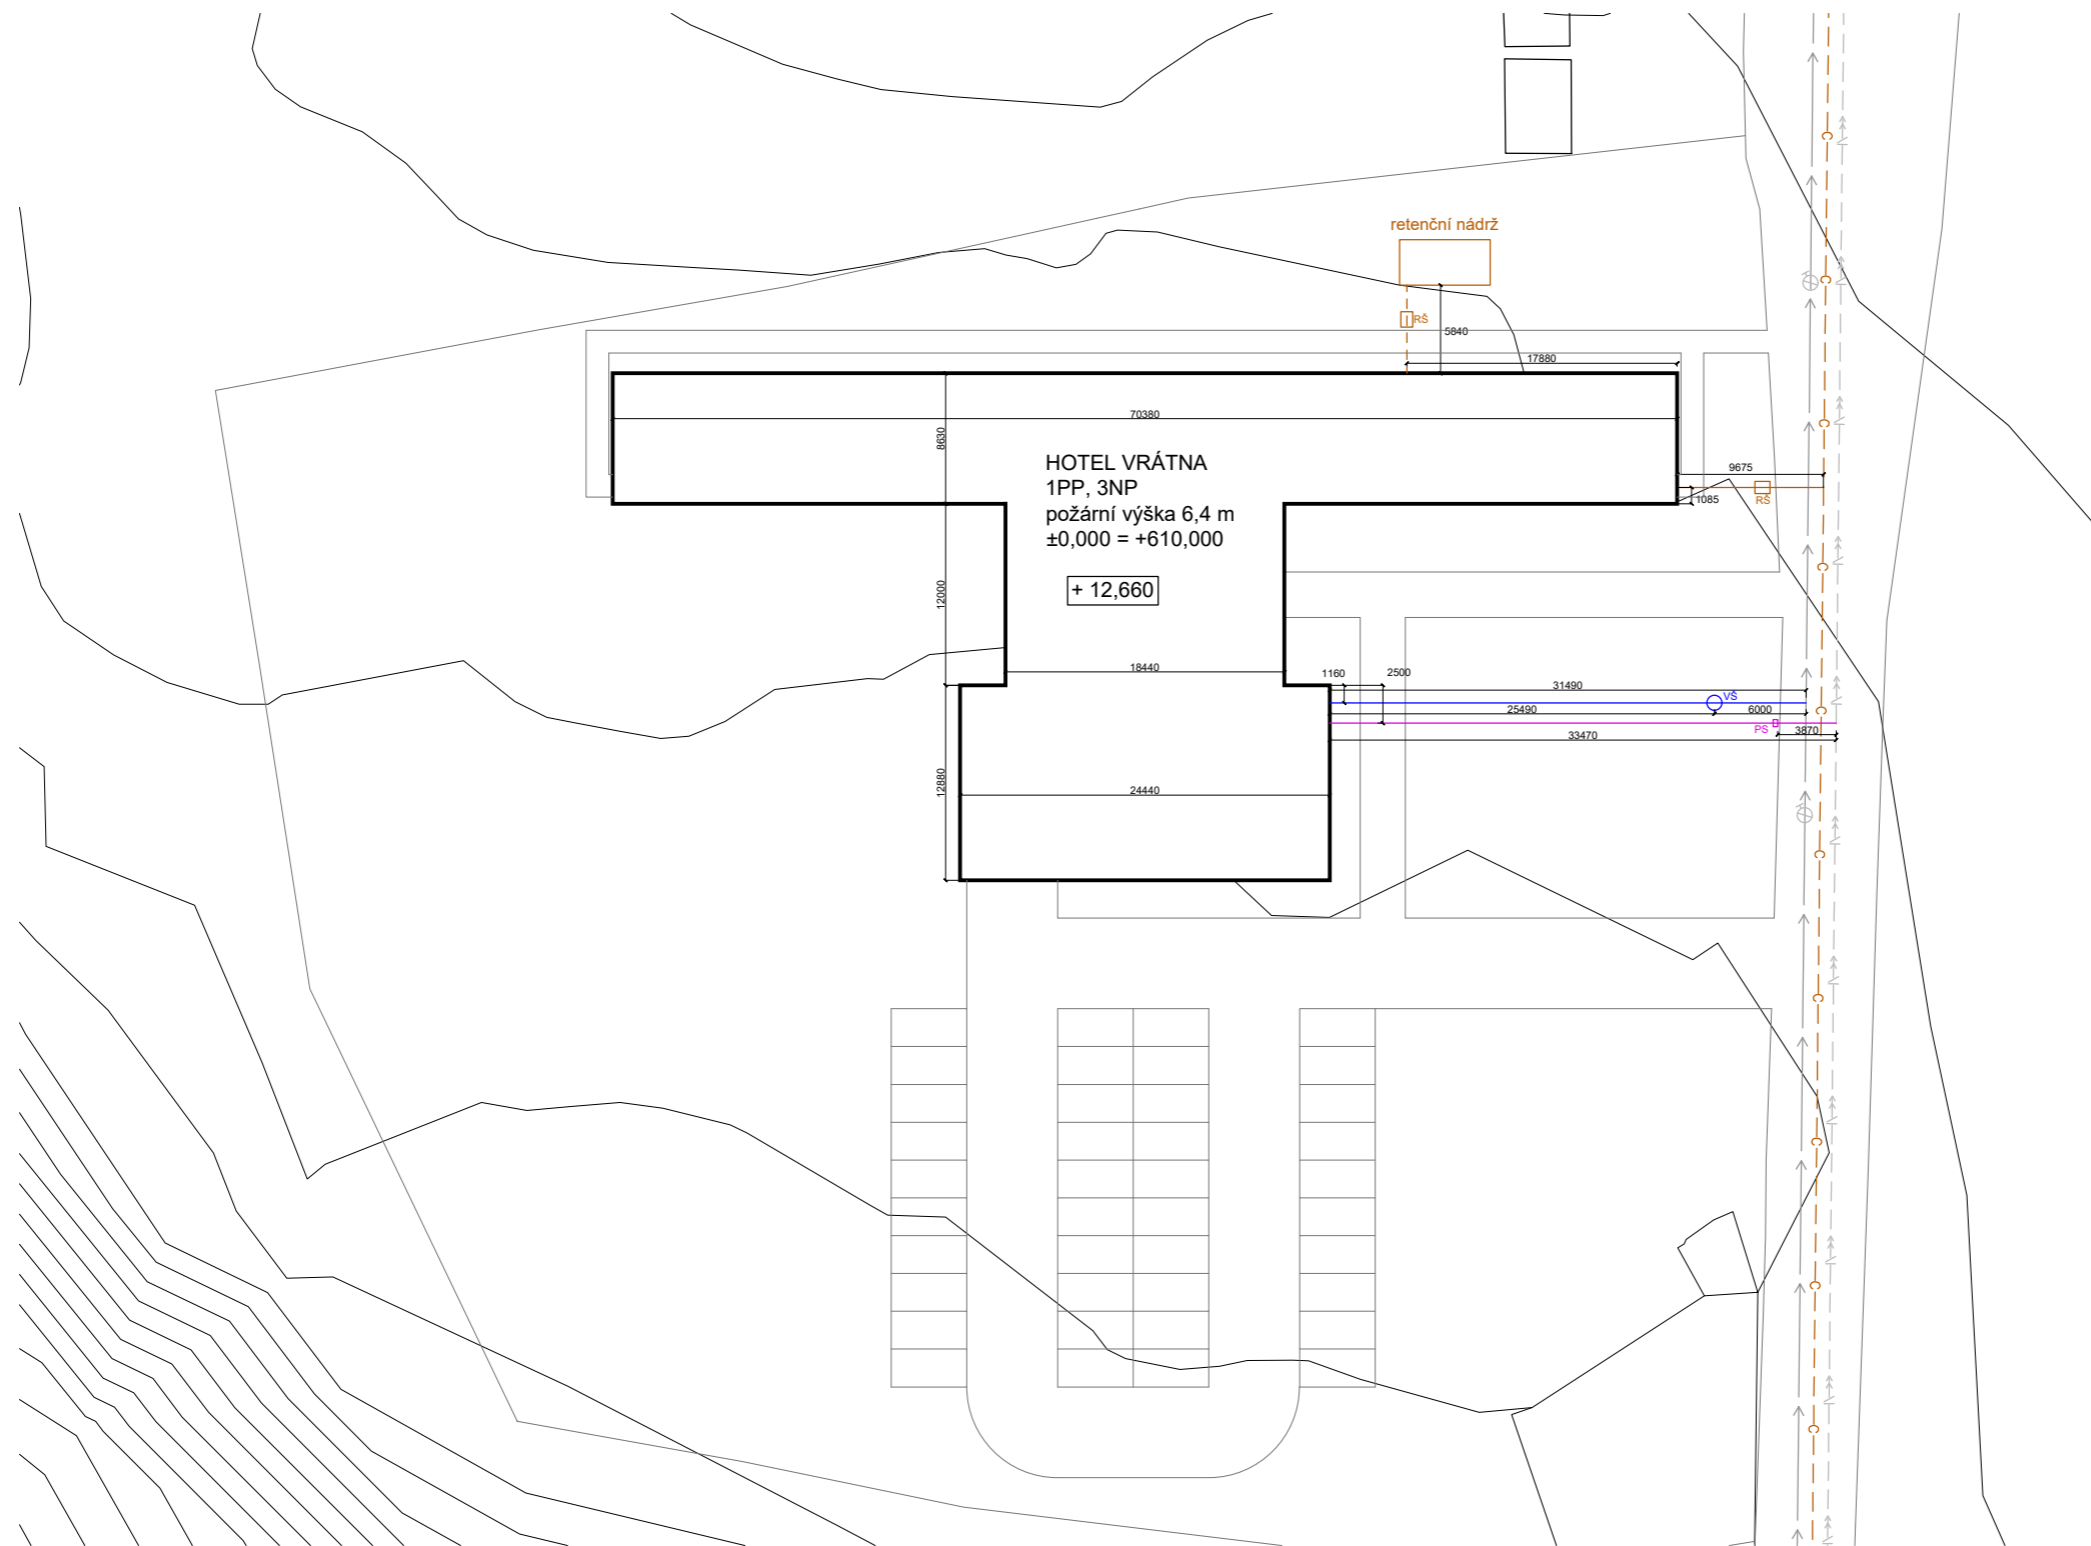 retenční nádrž
RŠ
5840
17880
70380
8630
HOTEL VRÁTNA
1PP, 3NP
požární výška 6,4 m
±0,000 = +610,000
9675
RŠ
1085
+ 12,660
12000
18440
1160
2500
31490
VŠ
25490
6000
PS
3870
33470
12880
24440
C
C
C
C
C
C
C
C
C
C